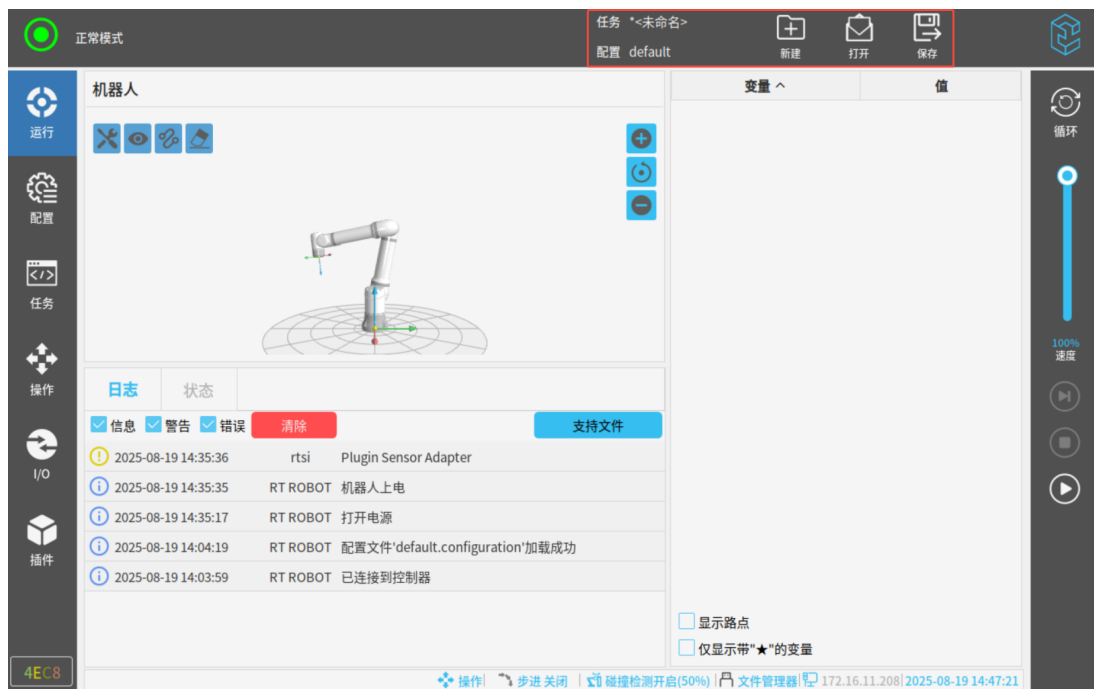 正常模式
任务 *<未命名>
配置 default
新建 打开 保存
运行
配置
任务
操作
I/O
插件
4EC8
机器人
日志 状态
信息 警告 错误 清除 支持文件
2025-08-19 14:35:36 rtsi Plugin Sensor Adapter
2025-08-19 14:35:35 RT ROBOT 机器人上电
2025-08-19 14:35:17 RT ROBOT 打开电源
2025-08-19 14:04:19 RT ROBOT 配置文件'default.configuration'加载成功
2025-08-19 14:03:59 RT ROBOT 已连接到控制器
变量 值
显示路点
仅显示带"★"的变量
循环
100%
速度
操作 步进 关闭 碰撞检测开启(50%) 文件管理器 172.16.11.208 2025-08-19 14:47:21